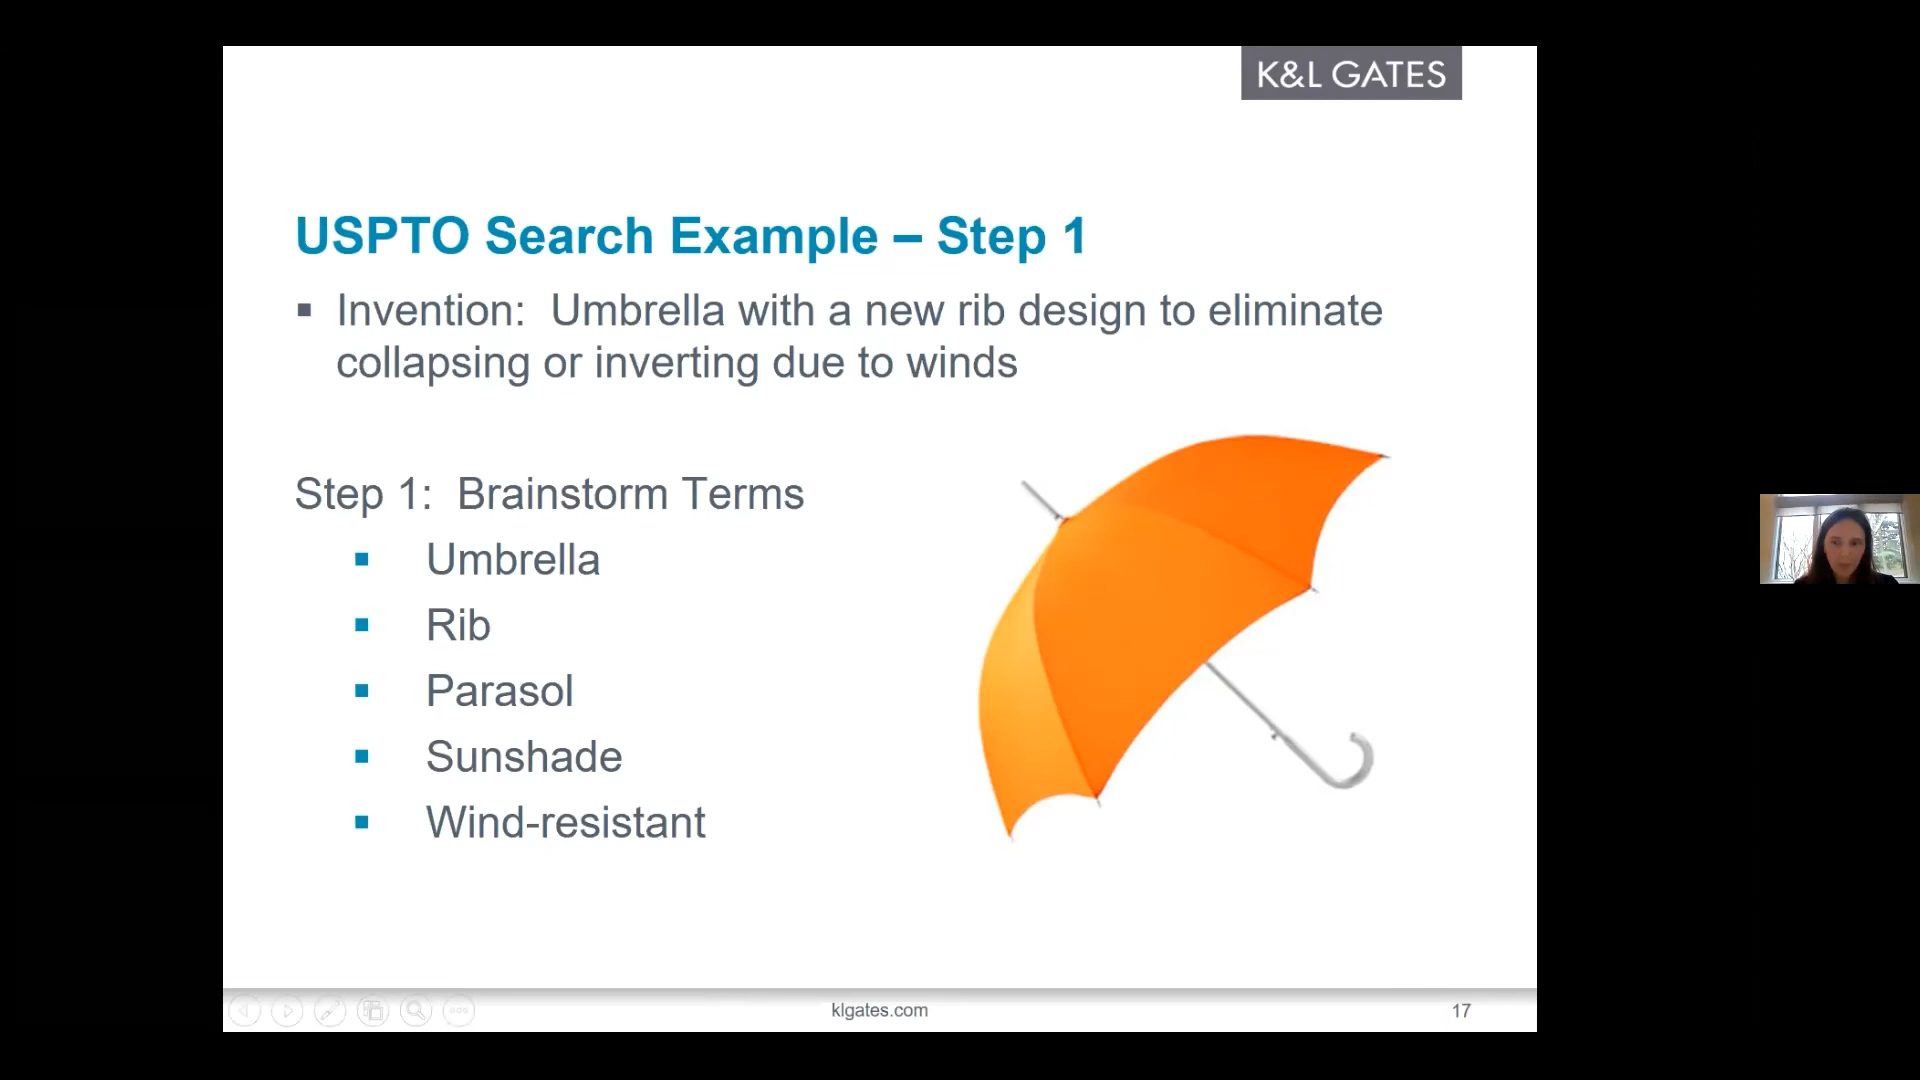 K&L GATES
USPTO Search Example – Step 1
▪ Invention: Umbrella with a new rib design to eliminate
collapsing or inverting due to winds
Step 1: Brainstorm Terms
▪ Umbrella
▪ Rib
▪ Parasol
▪ Sunshade
▪ Wind-resistant
klgates.com
17